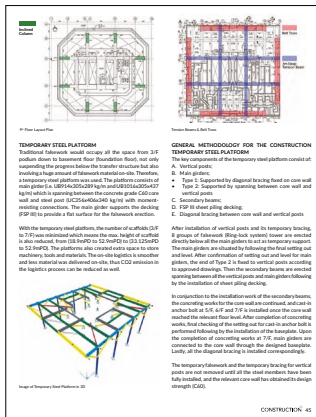 Inclined
Column
Belt Truss
9th Floor Layout Plan
Tension Beams & Belt Truss
TEMPORARY STEEL PLATFORM
Traditional falsework would occupy all the space from 3/F
podium down to basement floor (foundation floor), not only
suspending the progress below the transfer structure but also
involving a huge amount of falsework material on-site. Therefore,
a temporary steel platform was used. The platform consists of
main girder (i.e. UB914x305x289 kg/m and UB1016x305x437
kg/m) which is spanning between the concrete grade C60 core
wall and steel post (UC356x406x340 kg/m) with moment-
resisting connections. The main girder supports the decking
(FSP III) to provide a flat surface for the falsework erection.
With the temporary steel platform, the number of scaffolds (3/F
to 7/F) was minimized which means the max. height of scaffold
is also reduced, from (18.9mPD to 52.9mPD) to (33.125mPD
to 52.9mPD). The platforms also created extra space to store
machinery, tools and materials. The on-site logistics is smoother
and less material was delivered on-site, thus CO2 emission in
the logistics process can be reduced as well.
Image of Temporary Steel Platform in 3D
GENERAL METHODOLOGY FOR THE CONSTRUCTION
TEMPORARY STEEL PLATFORM
The key components of the temporary steel platform consist of:
A. Vertical posts;
B. Main girders;
• Type 1: Supported by diagonal bracing fixed on core wall
• Type 2: Supported by spanning between core wall and
vertical posts
C. Secondary beams;
D. FSP III sheet piling decking;
E. Diagonal bracing between core wall and vertical posts
After installation of vertical posts and its temporary bracing,
8 groups of falsework (Ring-lock system) tower are erected
directly below all the main girders to act as temporary support.
The main girders are situated by following the final setting out
and level. After confirmation of setting out and level for main
girders, the end of Type 2 is fixed to vertical posts according
to approved drawings. Then the secondary beams are erected
spanning between all the vertical posts and main girders following
by the installation of sheet piling decking.
In conjunction to the installation work of the secondary beams,
the concreting works for the core wall are continued, and cast-in
anchor bolt at 5/F, 6/F and 7/F is installed once the core wall
reached the relevant floor level. After completion of concreting
works, final checking of the setting out for cast-in anchor bolt is
performed following by the installation of the baseplate. Upon
the completion of concreting works at 7/F, main girders are
connected to the core wall through the designed baseplate.
Lastly, all the diagonal bracing is installed correspondingly.
The temporary falsework and the temporary bracing for vertical
posts are not removed until all the steel members have been
fully installed, and the relevant core wall has obtained its design
strength (C60).
CONSTRUCTION 45